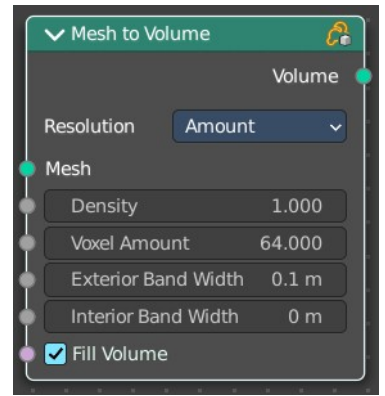 Mesh to Volume
Volume
Resolution Amount
Mesh
Density 1.000
Voxel Amount 64.000
Exterior Band Width 0.1 m
Interior Band Width 0 m
Fill Volume